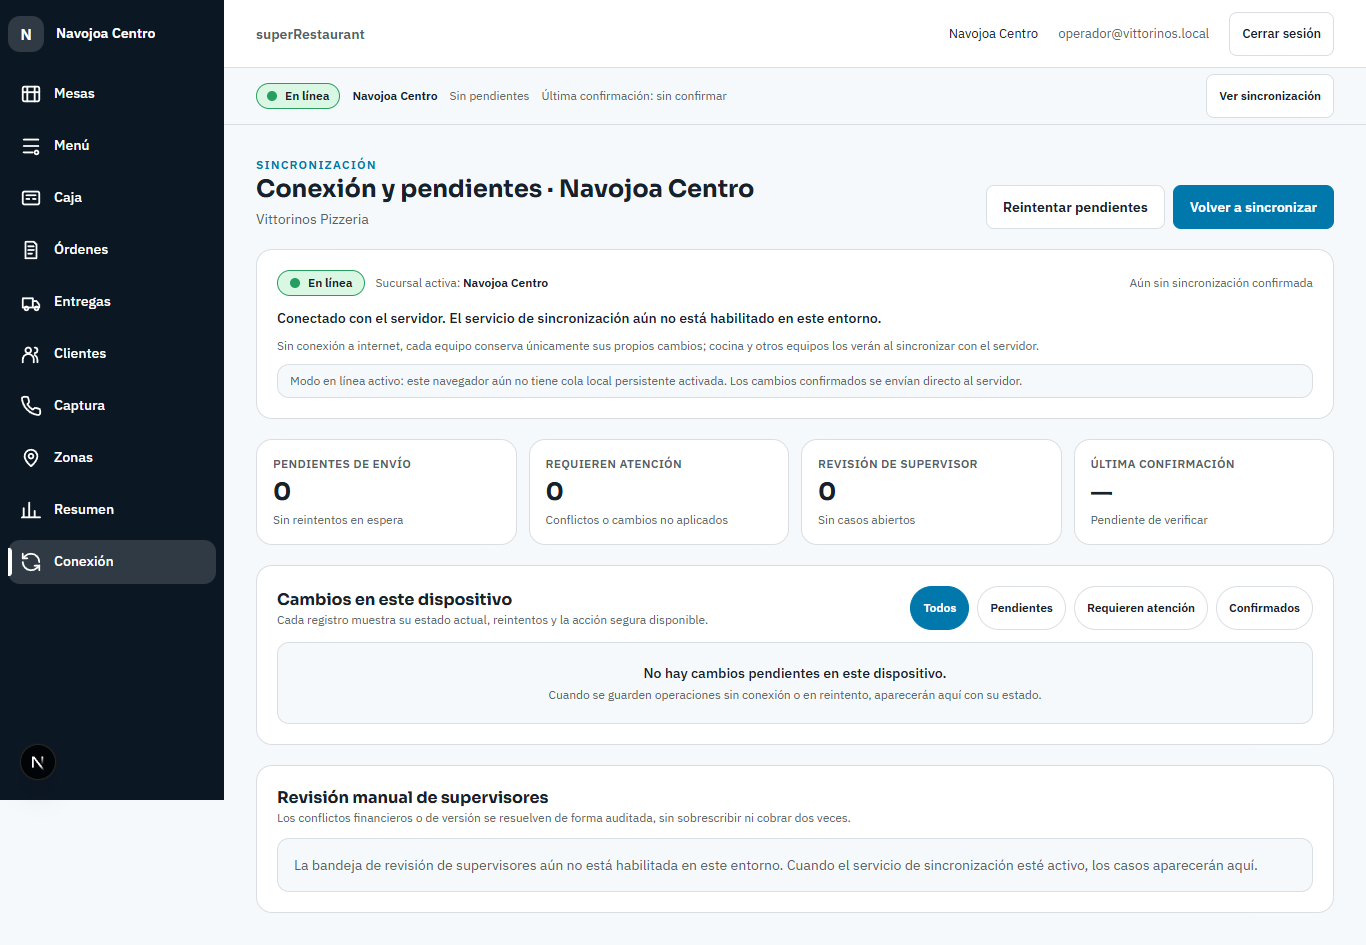 N Navojoa Centro
Mesas
Menú
Caja
Órdenes
Entregas
Clientes
Captura
Zonas
Resumen
Conexión
N
superRestaurant
Navojoa Centro operador@vittorinos.local Cerrar sesión
En línea Navojoa Centro Sin pendientes Última confirmación: sin confirmar Ver sincronización
SINCRONIZACIÓN
Conexión y pendientes · Navojoa Centro
Vittorinos Pizzeria
Reintentar pendientes Volver a sincronizar
En línea Sucursal activa: Navojoa Centro Aún sin sincronización confirmada
Conectado con el servidor. El servicio de sincronización aún no está habilitado en este entorno.
Sin conexión a internet, cada equipo conserva únicamente sus propios cambios; cocina y otros equipos los verán al sincronizar con el servidor.
Modo en línea activo: este navegador aún no tiene cola local persistente activada. Los cambios confirmados se envían directo al servidor.
PENDIENTES DE ENVÍO
0
Sin reintentos en espera
REQUIEREN ATENCIÓN
0
Conflictos o cambios no aplicados
REVISIÓN DE SUPERVISOR
0
Sin casos abiertos
ÚLTIMA CONFIRMACIÓN
—
Pendiente de verificar
Cambios en este dispositivo
Cada registro muestra su estado actual, reintentos y la acción segura disponible.
Todos Pendientes Requieren atención Confirmados
No hay cambios pendientes en este dispositivo.
Cuando se guarden operaciones sin conexión o en reintento, aparecerán aquí con su estado.
Revisión manual de supervisores
Los conflictos financieros o de versión se resuelven de forma auditada, sin sobrescribir ni cobrar dos veces.
La bandeja de revisión de supervisores aún no está habilitada en este entorno. Cuando el servicio de sincronización esté activo, los casos aparecerán aquí.